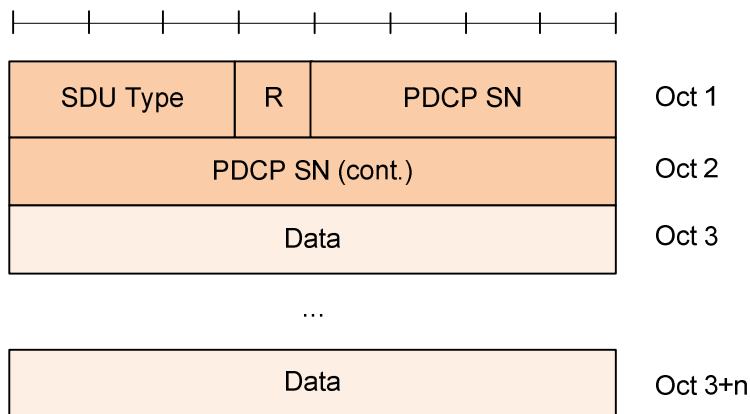 SDU Type R PDCP SN Oct 1
PDCP SN (cont.) Oct 2
Data Oct 3
...
Data Oct 3+n